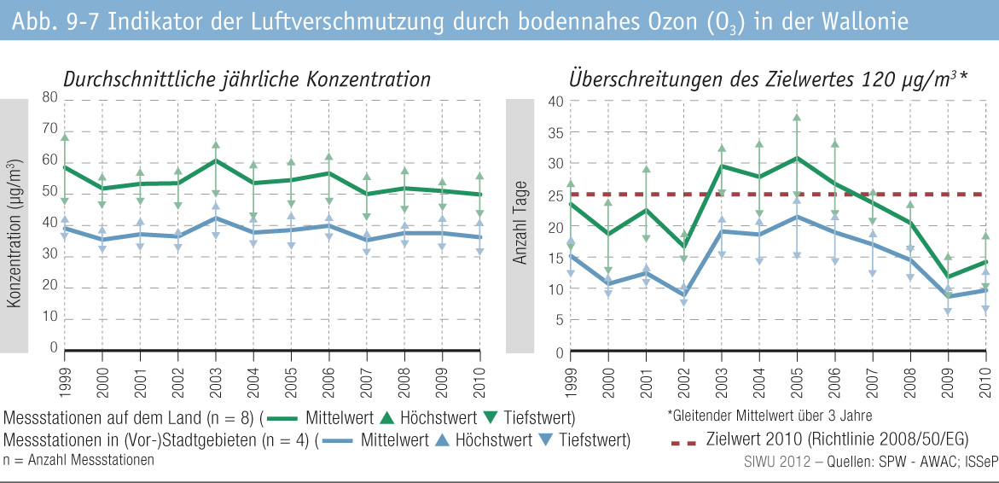 Abb. 9-7 Indikator der Luftverschmutzung durch bodennahes Ozon (O₃) in der Wallonie
Durchschnittliche jährliche Konzentration
Konzentration (µg/m³)
80
70
60
50
40
30
20
10
0
1999 2000 2001 2002 2003 2004 2005 2006 2007 2008 2009 2010
Überschreitungen des Zielwertes 120 µg/m³*
Anzahl Tage
40
35
30
25
20
15
10
5
0
1999 2000 2001 2002 2003 2004 2005 2006 2007 2008 2009 2010
Messstationen auf dem Land (n = 8) ( Mittelwert Höchstwert Tiefstwert)
Messstationen in (Vor-)Stadtgebieten (n = 4) ( Mittelwert Höchstwert Tiefstwert)
n = Anzahl Messstationen
*Gleitender Mittelwert über 3 Jahre
Zielwert 2010 (Richtlinie 2008/50/EG)
SIWU 2012 – Quellen: SPW - AWAC; ISSeP